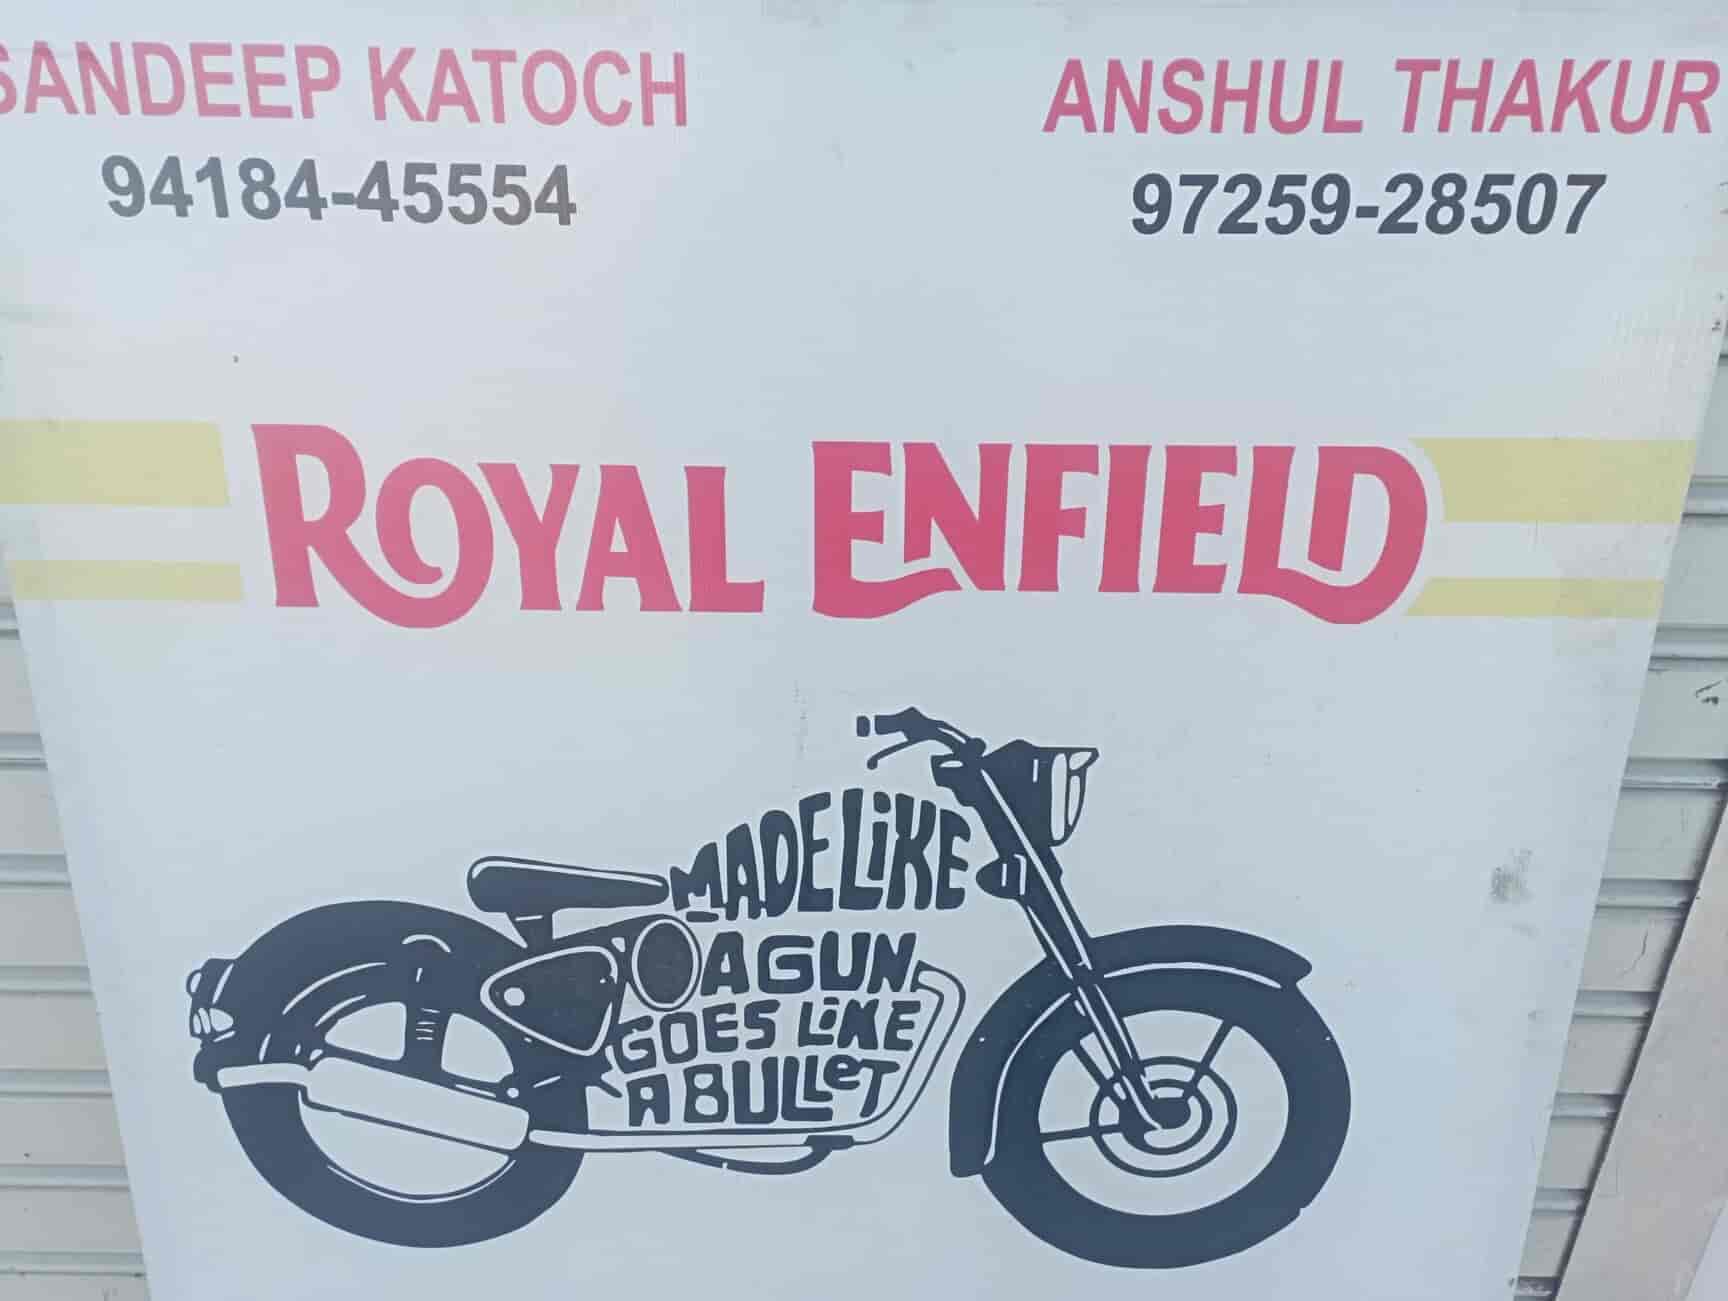 SANDEEP KATOCH
94184-45554
ANSHUL THAKUR
97259-28507
ROYAL ENFIELD
MADE LiKE
A GUN
GOES LiKE
A BULLeT